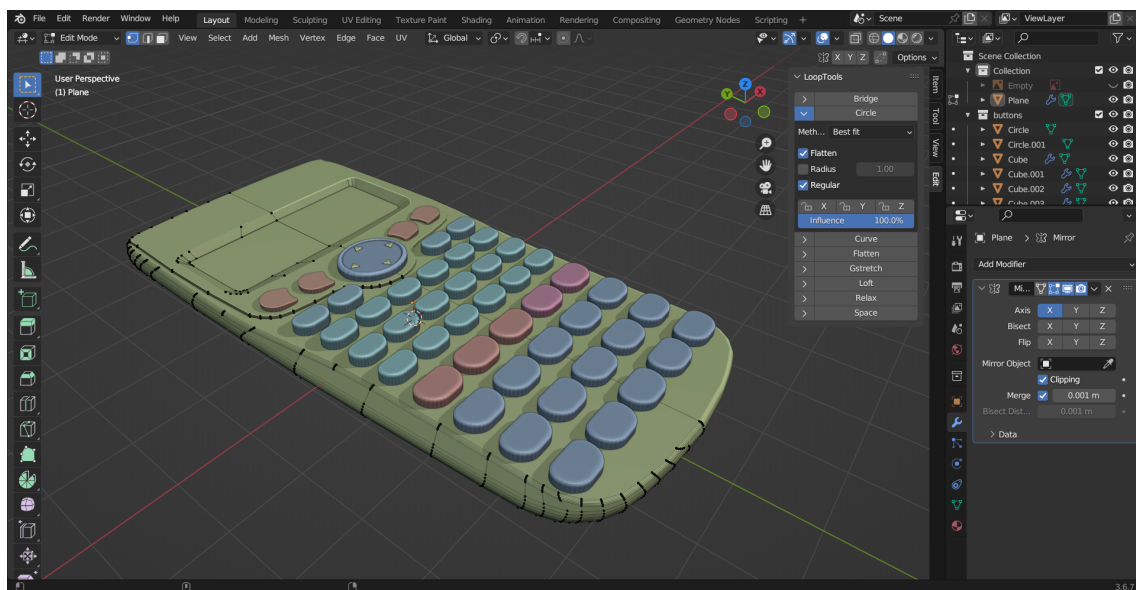 File Edit Render Window Help Layout Modeling Sculpting UV Editing Texture Paint Shading Animation Rendering Compositing Geometry Nodes Scripting + Scene ViewLayer
Edit Mode View Select Add Mesh Vertex Edge Face UV Global
X Y Z Options
User Perspective
(1) Plane
Z
Y
X
LoopTools
Bridge
Circle
Meth... Best fit
Flatten
Radius 1.00
Regular
X Y Z
Influence 100.0%
Curve
Flatten
Gstretch
Loft
Relax
Space
Item
Tool
View
Edit
Scene Collection
Collection
Empty
Plane
buttons
Circle
Circle.001
Cube
Cube.001
Cube.002
Cube.003
Plane > Mirror
Add Modifier
Mi...
Axis X Y Z
Bisect X Y Z
Flip X Y Z
Mirror Object
Clipping
Merge 0.001 m
Bisect Dist... 0.001 m
Data
3.6.7